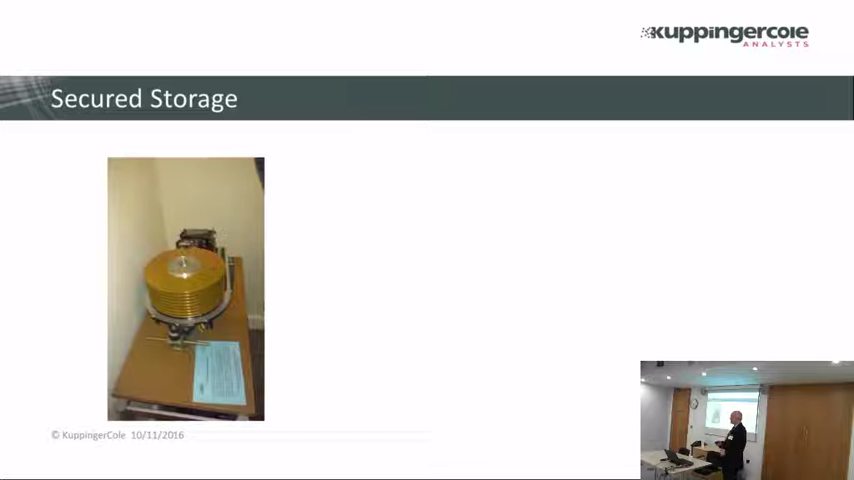 kuppingercole
ANALYSTS
Secured Storage
© KuppingerCole 10/11/2016